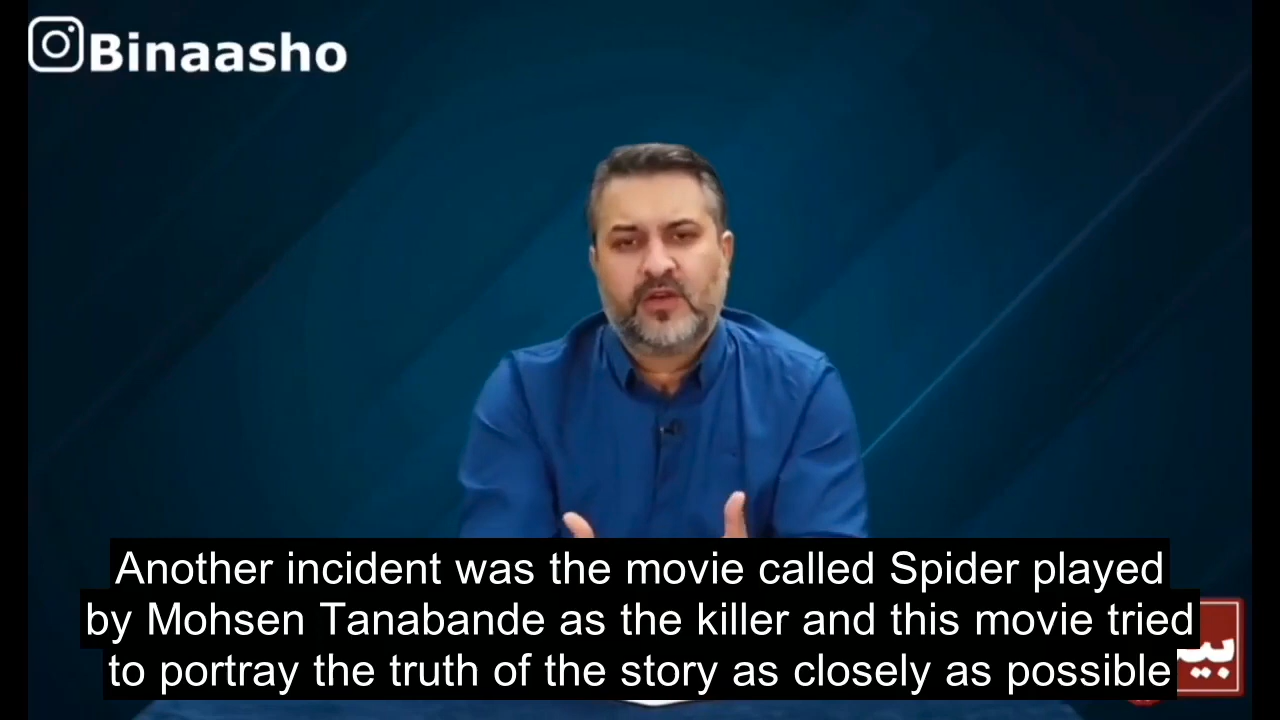 Binaasho
Another incident was the movie called Spider played
by Mohsen Tanabande as the killer and this movie tried
to portray the truth of the story as closely as possible